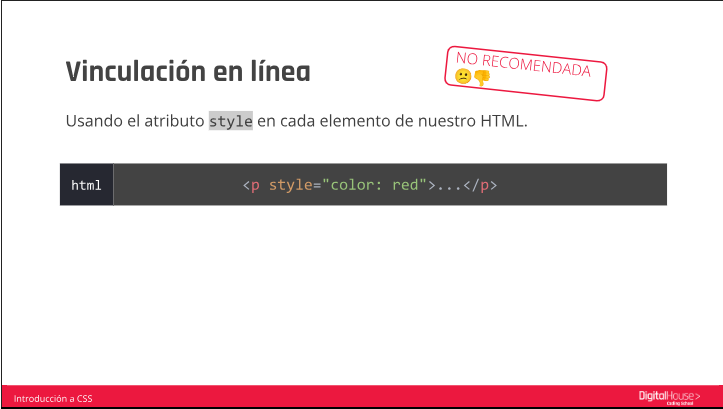 Vinculación en línea
NO RECOMENDADA
😕👎
Usando el atributo style en cada elemento de nuestro HTML.
html
<p style="color: red">...</p>
Introducción a CSS
DigitalHouse>
Coding School